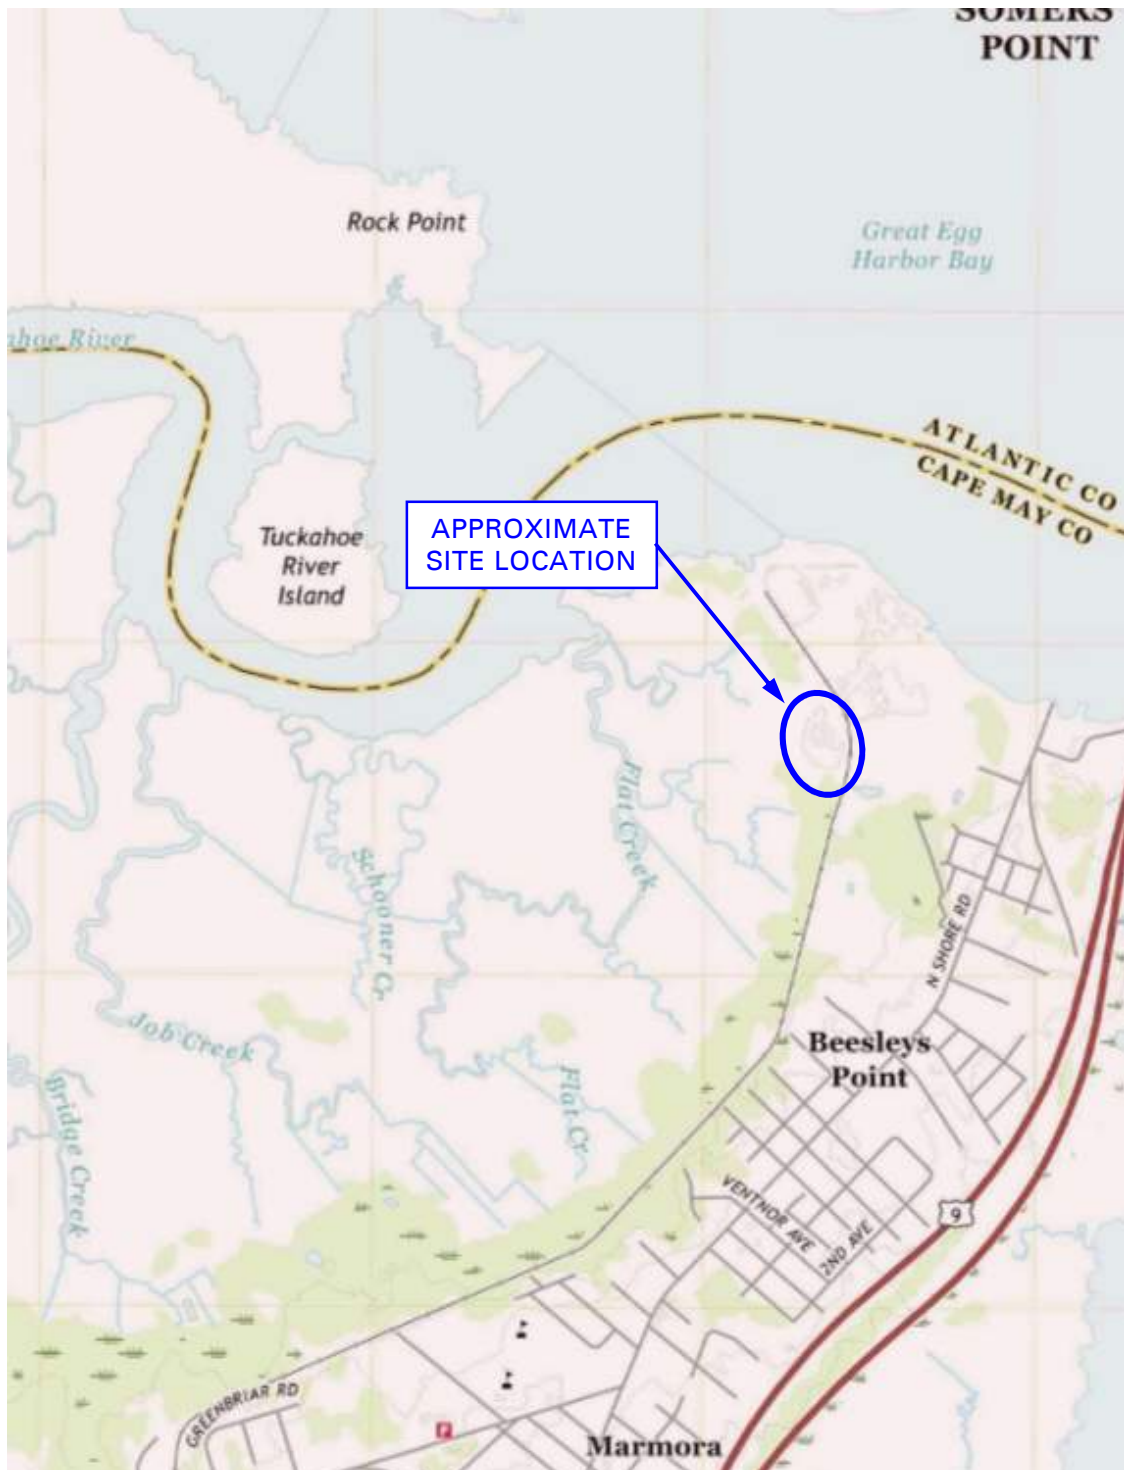 SOMERS
POINT
Rock Point
Great Egg
Harbor Bay
ahoe River
ATLANTIC CO
CAPE MAY CO
APPROXIMATE
SITE LOCATION
Tuckahoe
River
Island
Flat Creek
Schooner Cr
N SHORE RD
Job Creek
Beesleys
Point
Flat Cr
Bridge Creek
VENTNOR AVE
9
2ND AVE
GREENBRIAR RD
P
Marmora